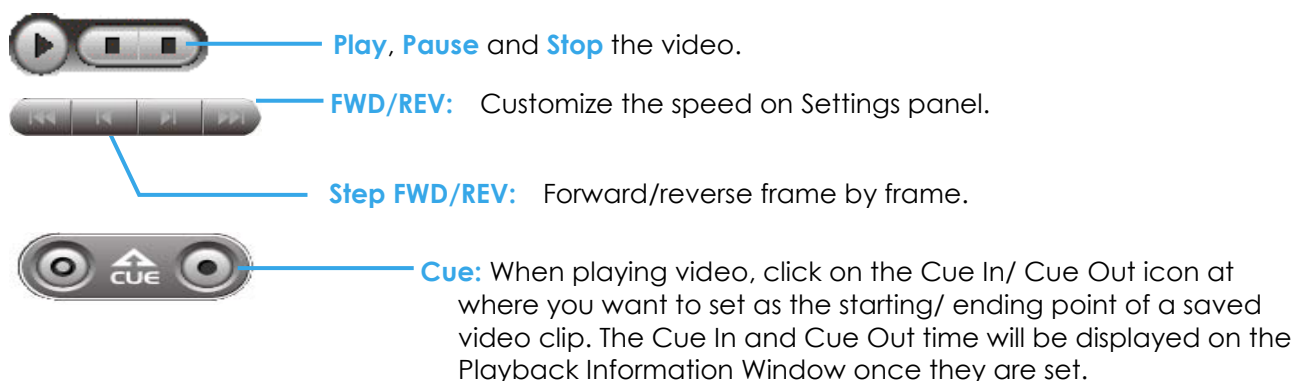 Play, Pause and Stop the video.
FWD/REV: Customize the speed on Settings panel.
Step FWD/REV: Forward/reverse frame by frame.
CUE
Cue: When playing video, click on the Cue In/ Cue Out icon at
where you want to set as the starting/ ending point of a saved
video clip. The Cue In and Cue Out time will be displayed on the
Playback Information Window once they are set.